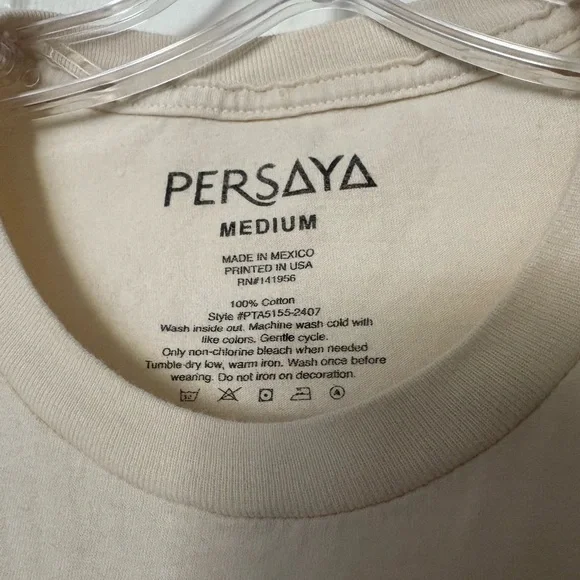 PERSAYA
MEDIUM
MADE IN MEXICO
PRINTED IN USA
RN#141956
100% Cotton
Style #PTA5155-2407
Wash inside out. Machine wash cold with
like colors. Gentle cycle.
Only non-chlorine bleach when needed
Tumble dry low, warm iron. Wash once before
wearing. Do not iron on decoration.